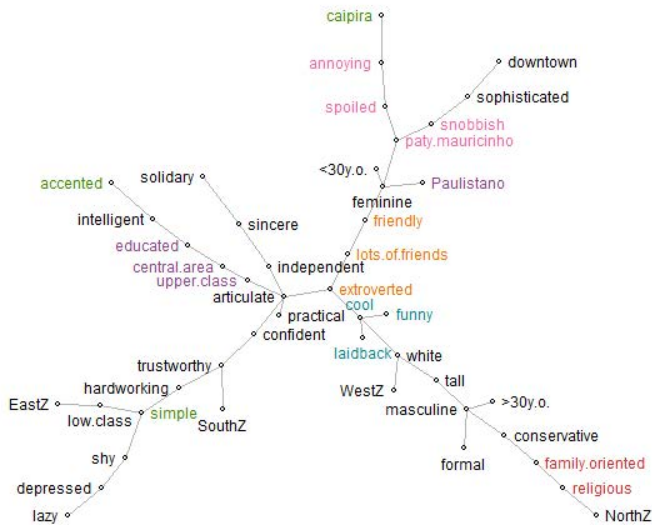 caipira
annoying
downtown
spoiled
sophisticated
snobbish
paty.mauricinho
solidary
<30y.o.
accented
Paulistano
feminine
intelligent
sincere
friendly
educated
lots.of.friends
central.area
independent
upper.class
articulate
extroverted
cool
practical
funny
confident
laidback
white
trustworthy
tall
hardworking
WestZ
EastZ
simple
masculine
>30y.o.
low.class
SouthZ
conservative
shy
formal
family.oriented
depressed
religious
lazy
NorthZ